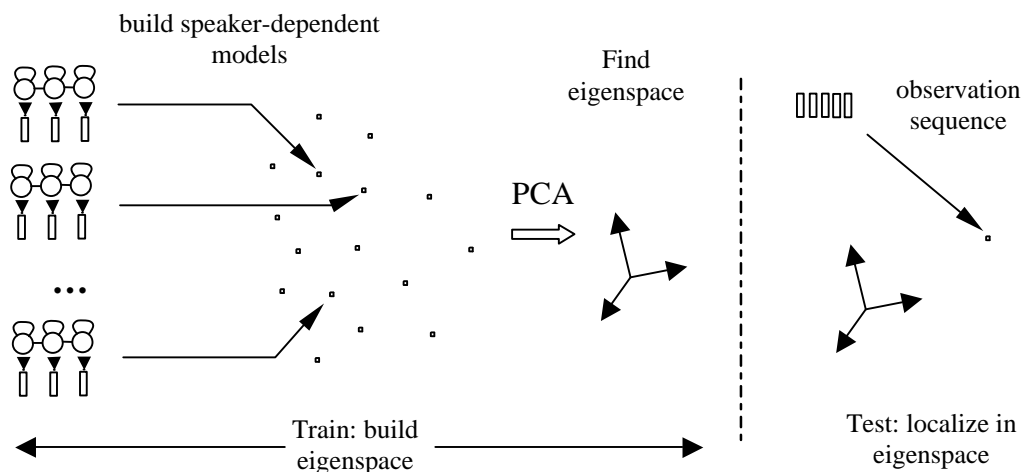 build speaker-dependent
models
Find
eigenspace
PCA
observation
sequence
Train: build
eigenspace
Test: localize in
eigenspace